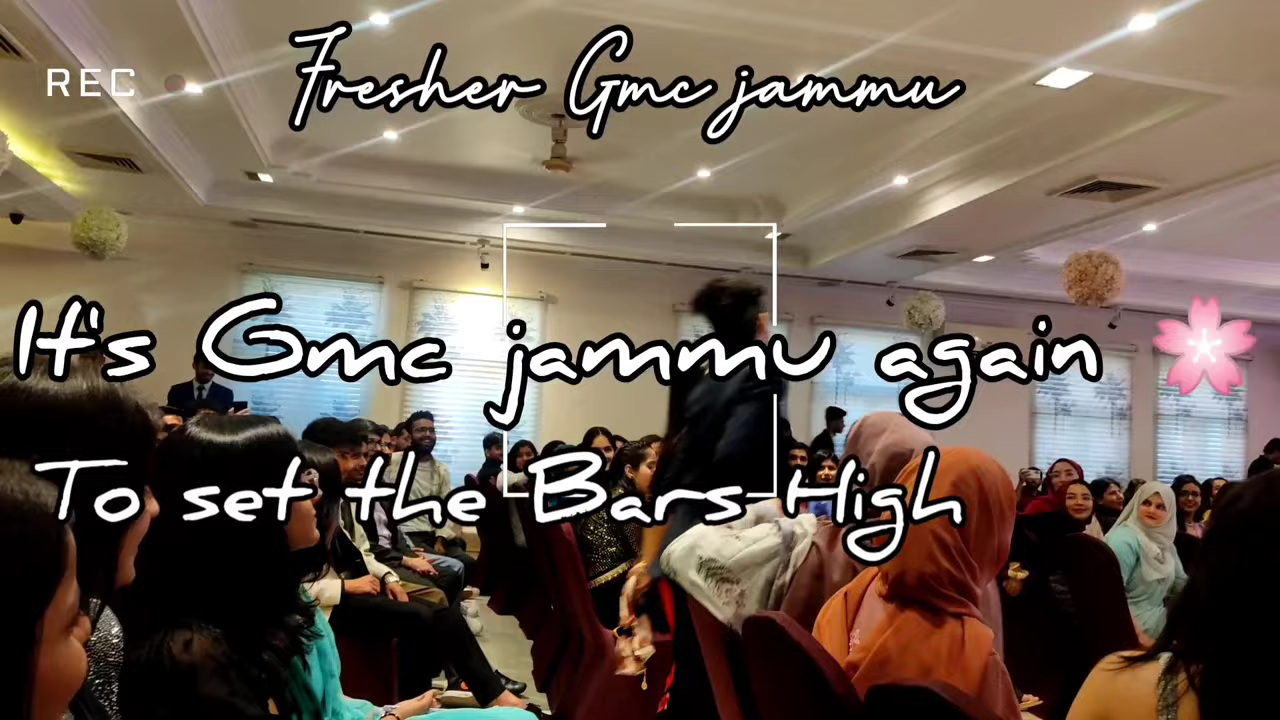 REC
Fresher Gmc jammu
It's Gmc jammu again 🌸
To set the Bars High